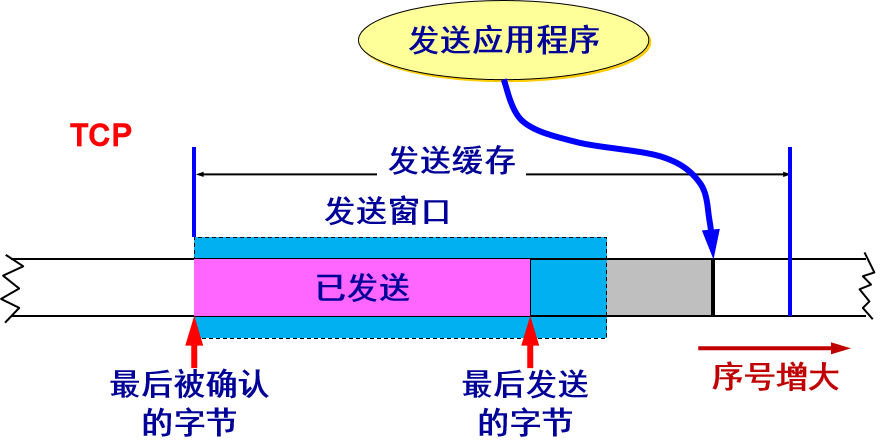 发送应用程序
TCP
发送缓存
发送窗口
已发送
最后被确认
的字节
最后发送
的字节
序号增大